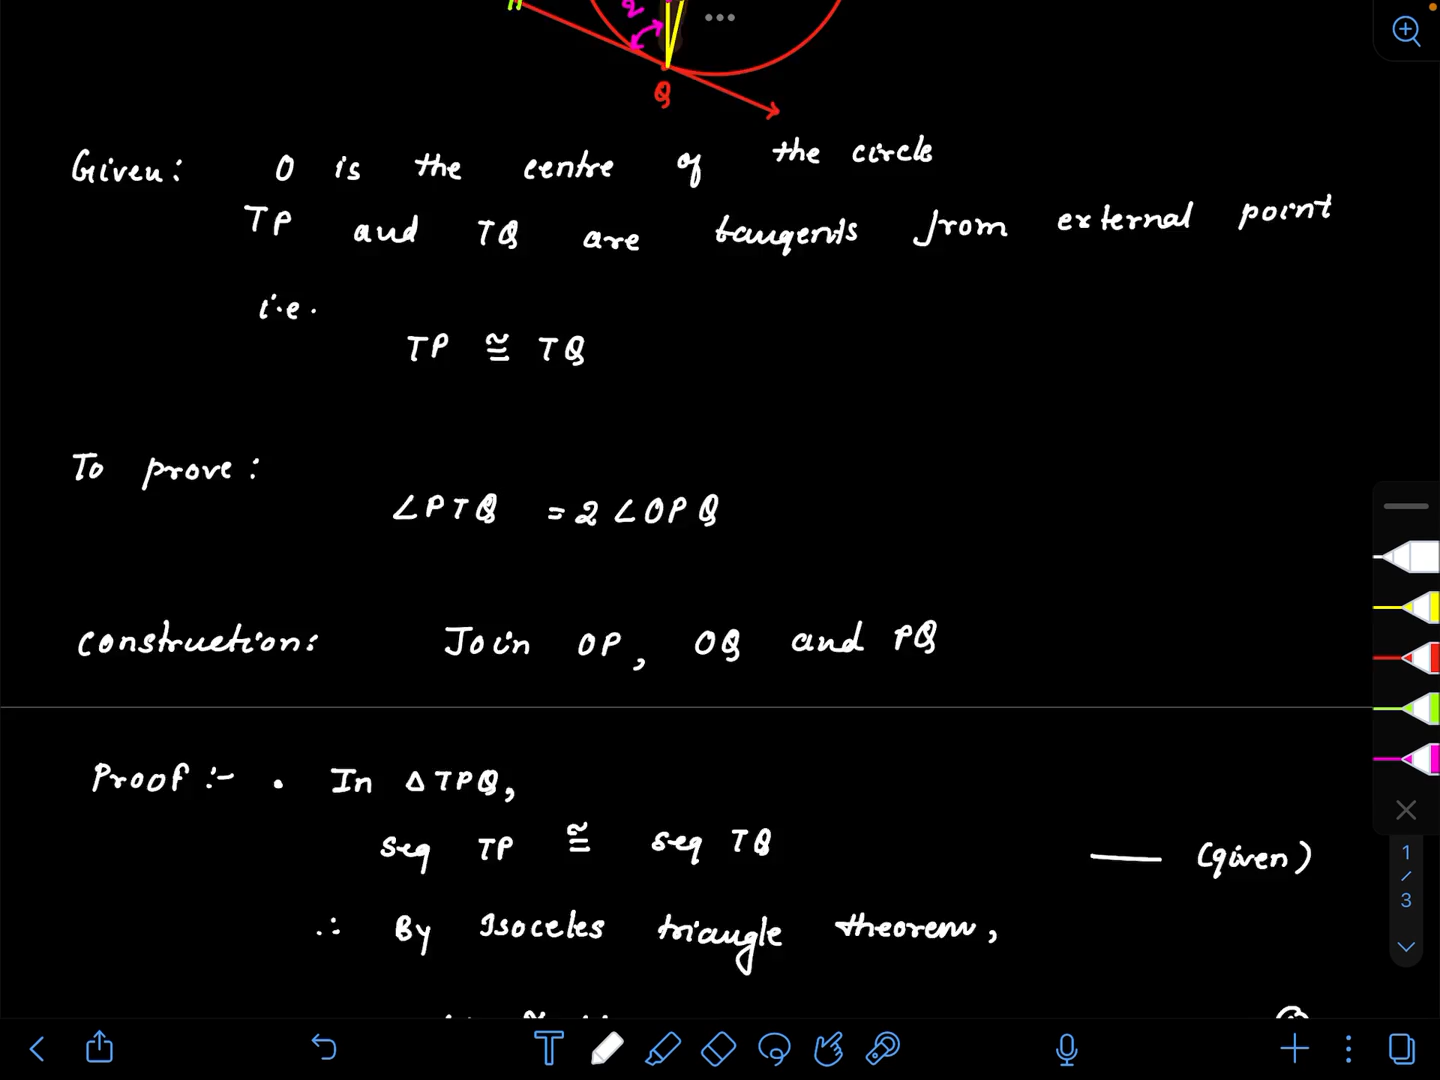 2
Q
Given: O is the centre of the circle
TP and TQ are tangents from external point
i.e.
TP ≅ TQ
To prove:
∠PTQ = 2∠OPQ
Construction: Join OP, OQ and PQ
Proof :- • In ΔTPQ,
seg TP ≅ seg TQ — (given)
∴ By Isoceles triangle theorem,
1
/
3
T